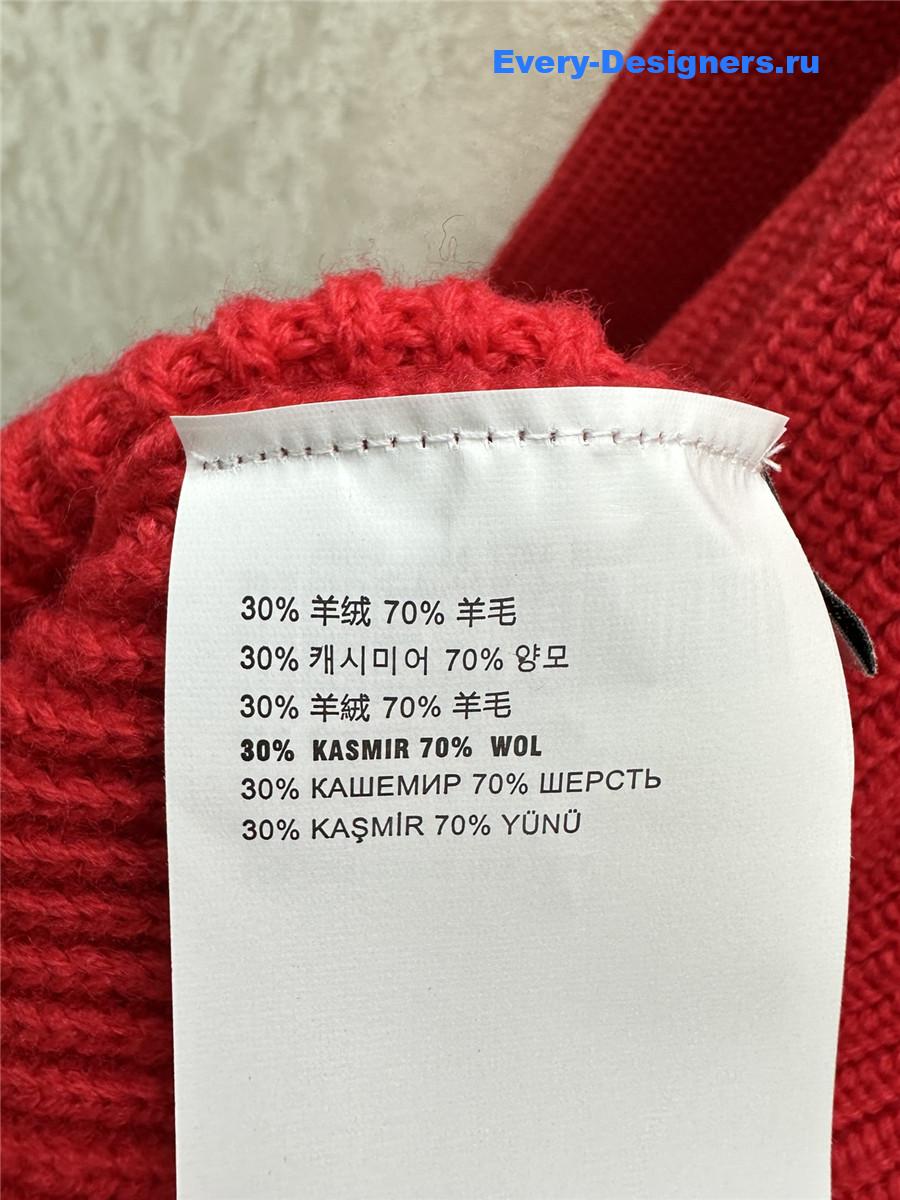 Every-Designers.ru
30% 羊绒 70% 羊毛
30% 캐시미어 70% 양모
30% 羊絨 70% 羊毛
30% KASMIR 70% WOL
30% КАШЕМИР 70% ШЕРСТЬ
30% KAŞMİR 70% YÜNÜ